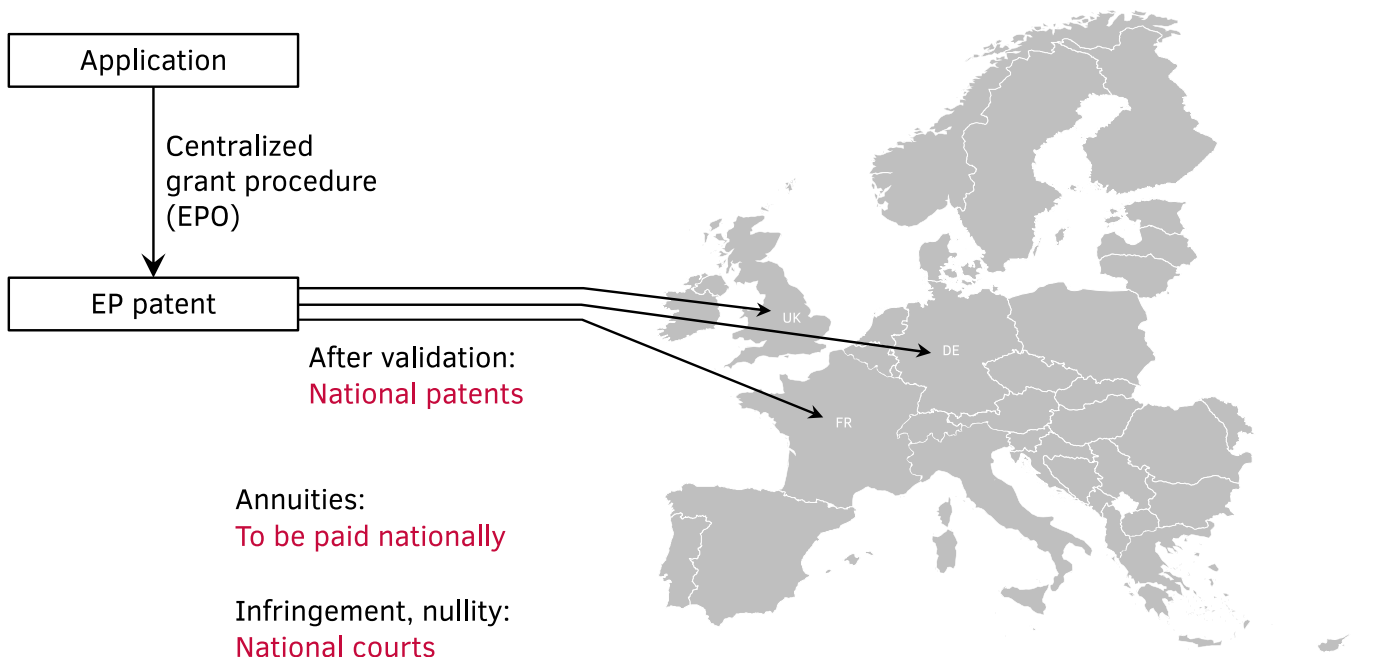 Application
Centralized
grant procedure
(EPO)
EP patent
After validation:
National patents
UK
DE
FR
Annuities:
To be paid nationally
Infringement, nullity:
National courts